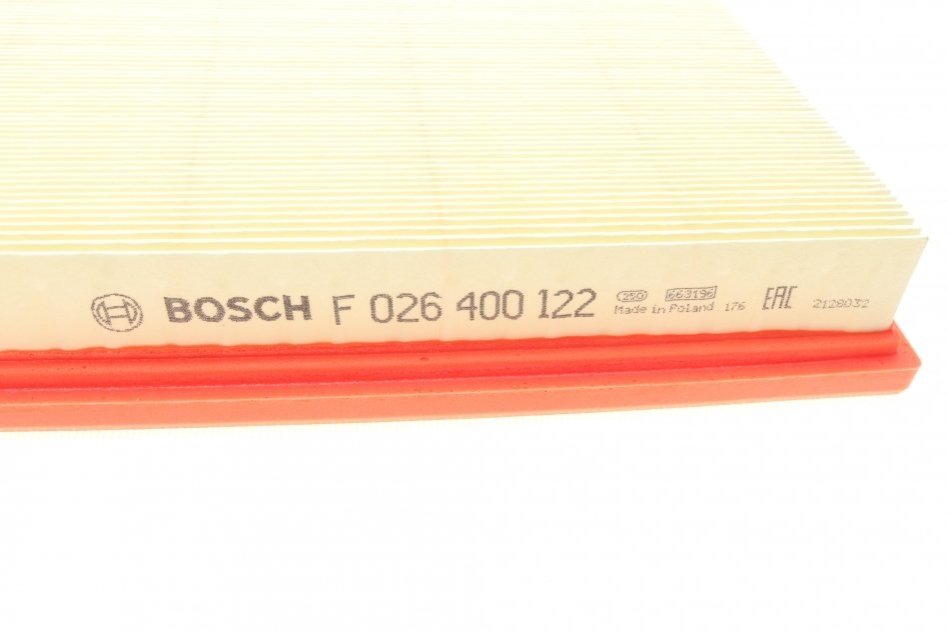 BOSCH F 026 400 122
250 663196
Made in Poland 176
EAC 2128032